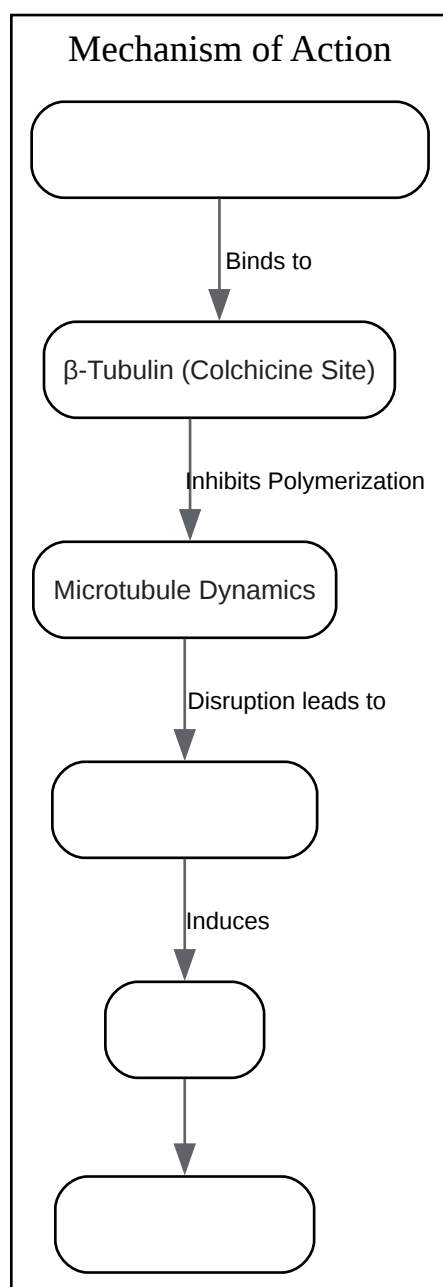 Mechanism of Action
Binds to
β-Tubulin (Colchicine Site)
Inhibits Polymerization
Microtubule Dynamics
Disruption leads to
Induces